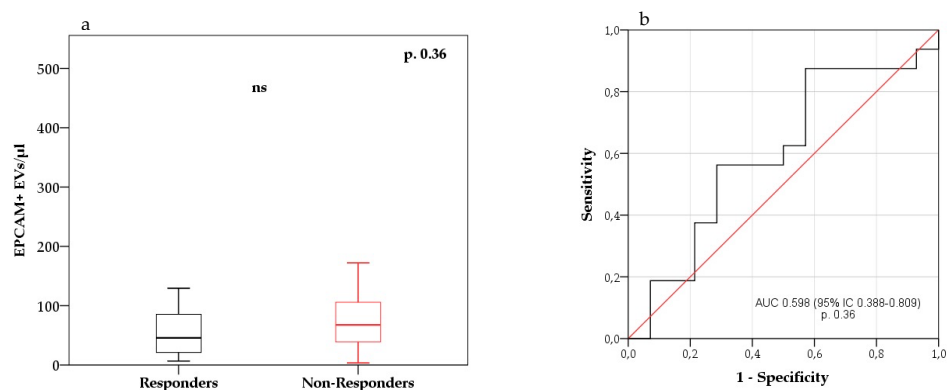 a
p. 0.36
ns
500
400
300
200
100
0
EPCAM+ EVs/µl
Responders Non-Responders
b
1,0
0,8
0,6
0,4
0,2
0,0
Sensitivity
AUC 0.598 (95% IC 0.388-0.809)
p. 0.36
0,0 0,2 0,4 0,6 0,8 1,0
1 - Specificity